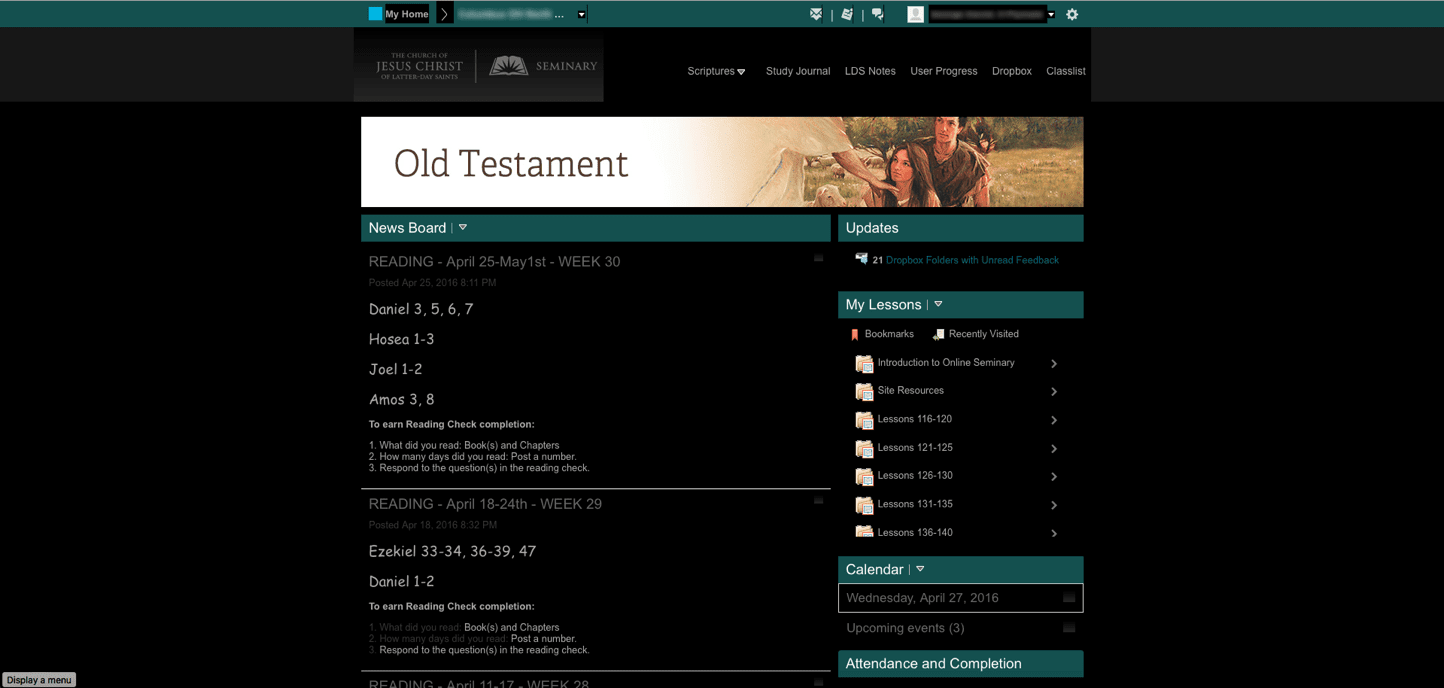 My Home
...
THE CHURCH OF
JESUS CHRIST
OF LATTER-DAY SAINTS
SEMINARY
Scriptures
Study Journal
LDS Notes
User Progress
Dropbox
Classlist
Old Testament
News Board
READING - April 25-May1st - WEEK 30
Posted Apr 25, 2016 8:11 PM
Daniel 3, 5, 6, 7
Hosea 1-3
Joel 1-2
Amos 3, 8
To earn Reading Check completion:
1. What did you read: Book(s) and Chapters
2. How many days did you read: Post a number.
3. Respond to the question(s) in the reading check.
READING - April 18-24th - WEEK 29
Posted Apr 18, 2016 8:32 PM
Ezekiel 33-34, 36-39, 47
Daniel 1-2
To earn Reading Check completion:
1. What did you read: Book(s) and Chapters
2. How many days did you read: Post a number.
3. Respond to the question(s) in the reading check.
READING - April 11-17 - WEEK 28
Updates
21 Dropbox Folders with Unread Feedback
My Lessons
Bookmarks
Recently Visited
Introduction to Online Seminary
Site Resources
Lessons 116-120
Lessons 121-125
Lessons 126-130
Lessons 131-135
Lessons 136-140
Calendar
Wednesday, April 27, 2016
Upcoming events (3)
Attendance and Completion
Display a menu